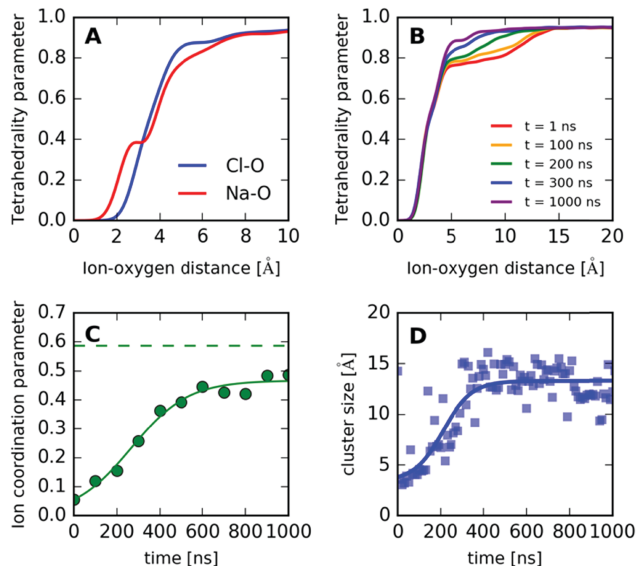 A
Tetrahedrality parameter
1.0
0.8
0.6
0.4
0.2
0.0
Cl-O
Na-O
0 2 4 6 8 10
Ion-oxygen distance [Å]
B
Tetrahedrality parameter
1.0
0.8
0.6
0.4
0.2
0.0
t = 1 ns
t = 100 ns
t = 200 ns
t = 300 ns
t = 1000 ns
0 5 10 15 20
Ion-oxygen distance [Å]
C
Ion coordination parameter
0.7
0.6
0.5
0.4
0.3
0.2
0.1
0.0
0 200 400 600 800 1000
time [ns]
D
cluster size [Å]
20
15
10
5
0
0 200 400 600 800 1000
time [ns]